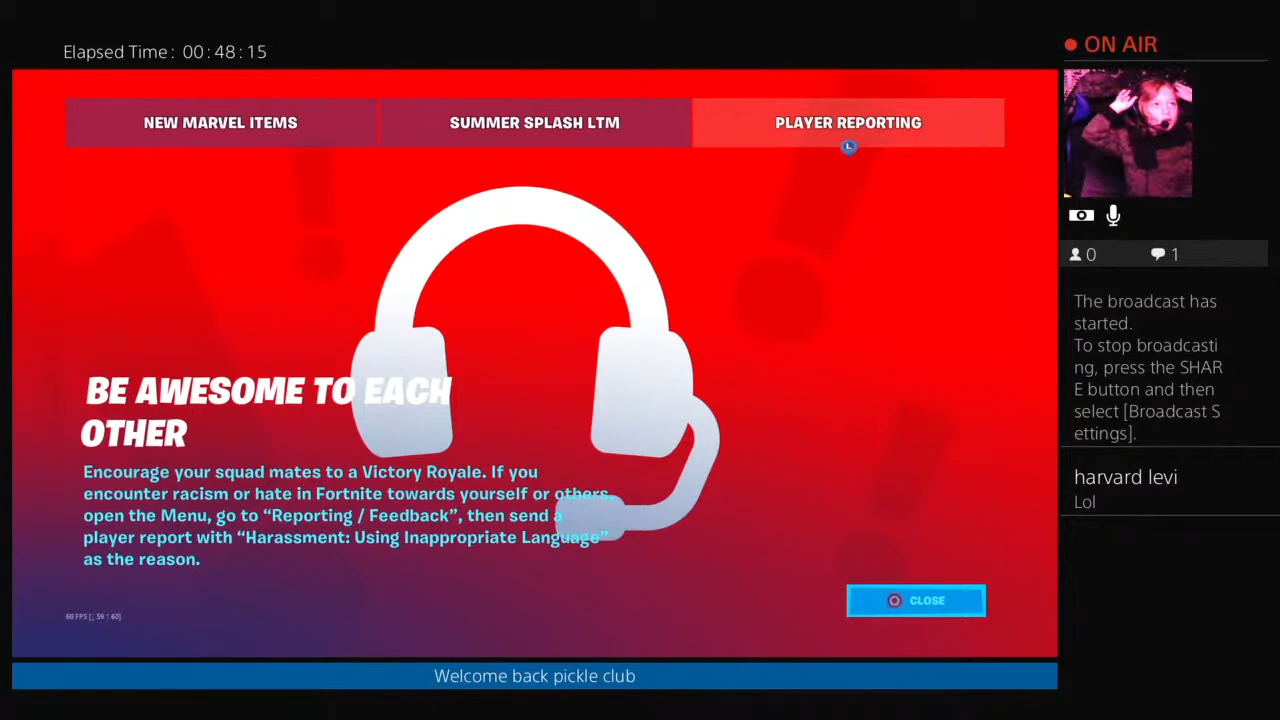 Elapsed Time: 00:48:15
ON AIR
NEW MARVEL ITEMS
SUMMER SPLASH LTM
PLAYER REPORTING
L
0
1
BE AWESOME TO EACH
OTHER
Encourage your squad mates to a Victory Royale. If you
encounter racism or hate in Fortnite towards yourself or others,
open the Menu, go to “Reporting / Feedback”, then send a
player report with “Harassment: Using Inappropriate Language”
as the reason.
CLOSE
60 FPS [: 59 : 60]
The broadcast has
started.
To stop broadcasti
ng, press the SHAR
E button and then
select [Broadcast S
ettings].
harvard levi
Lol
Welcome back pickle club